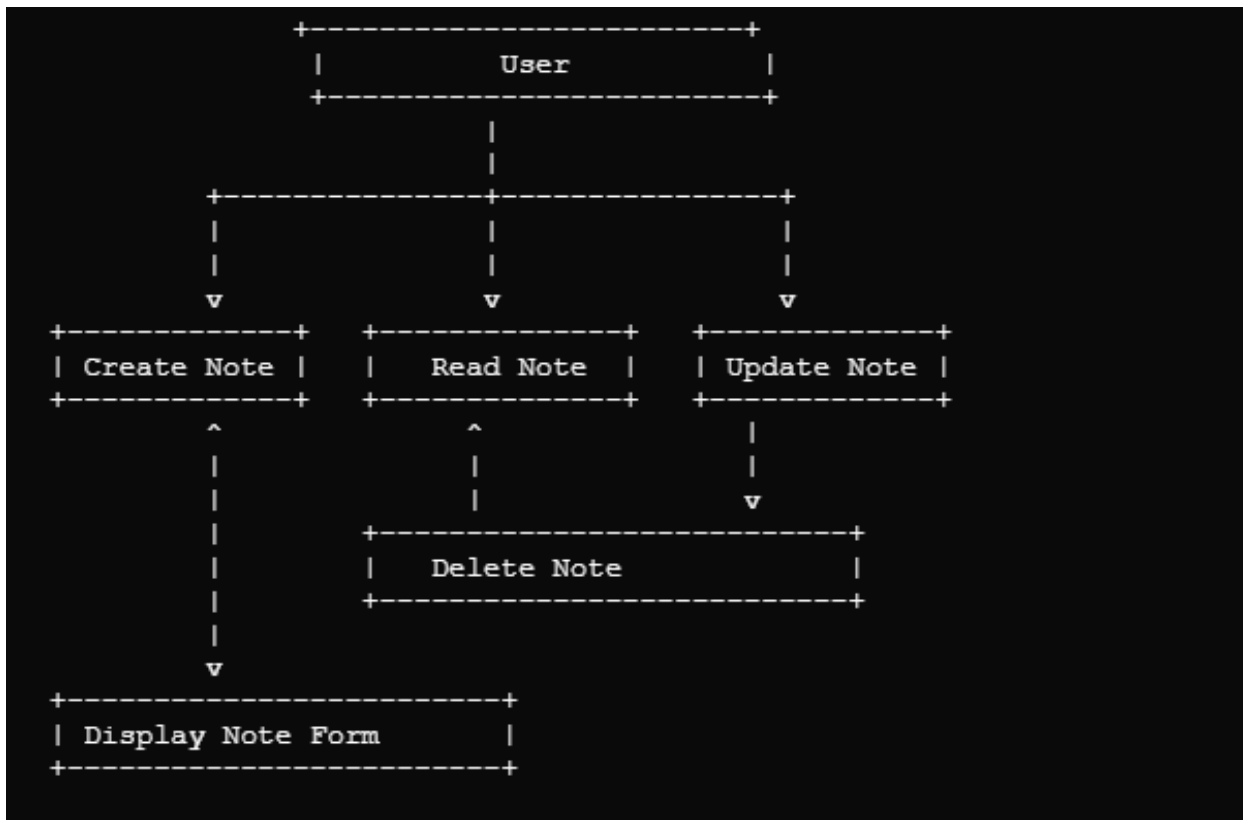 User
Create Note
Read Note
Update Note
Delete Note
Display Note Form